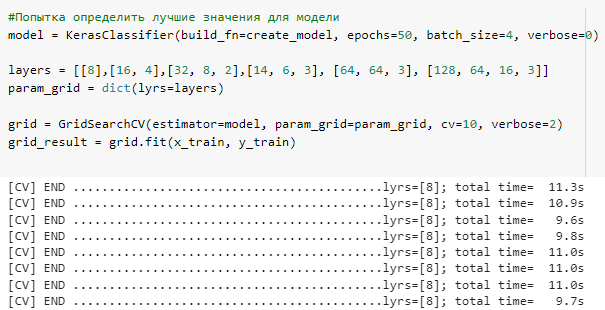 #Попытка определить лучшие значения для модели
model = KerasClassifier(build_fn=create_model, epochs=50, batch_size=4, verbose=0)
layers = [[8],[16, 4],[32, 8, 2],[14, 6, 3], [64, 64, 3], [128, 64, 16, 3]]
param_grid = dict(lyrs=layers)
grid = GridSearchCV(estimator=model, param_grid=param_grid, cv=10, verbose=2)
grid_result = grid.fit(x_train, y_train)
[CV] END ...........................................lyrs=[8]; total time=  11.3s
[CV] END ...........................................lyrs=[8]; total time=  10.9s
[CV] END ...........................................lyrs=[8]; total time=   9.6s
[CV] END ...........................................lyrs=[8]; total time=   9.8s
[CV] END ...........................................lyrs=[8]; total time=  11.0s
[CV] END ...........................................lyrs=[8]; total time=  11.0s
[CV] END ...........................................lyrs=[8]; total time=  11.0s
[CV] END ...........................................lyrs=[8]; total time=   9.7s